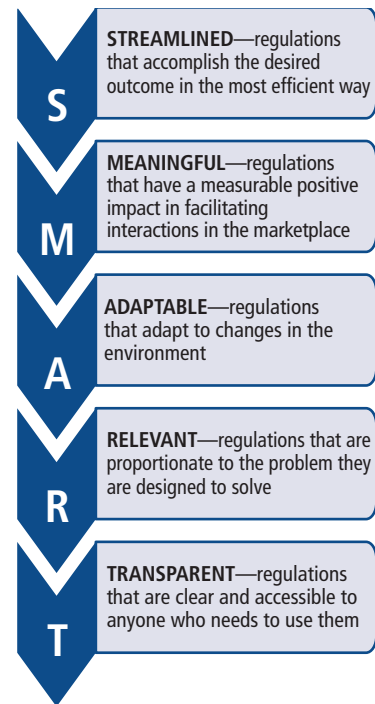 S
STREAMLINED—regulations
that accomplish the desired
outcome in the most efficient way
M
MEANINGFUL—regulations
that have a measurable positive
impact in facilitating
interactions in the marketplace
A
ADAPTABLE—regulations
that adapt to changes in the
environment
R
RELEVANT—regulations that are
proportionate to the problem they
are designed to solve
T
TRANSPARENT—regulations
that are clear and accessible to
anyone who needs to use them